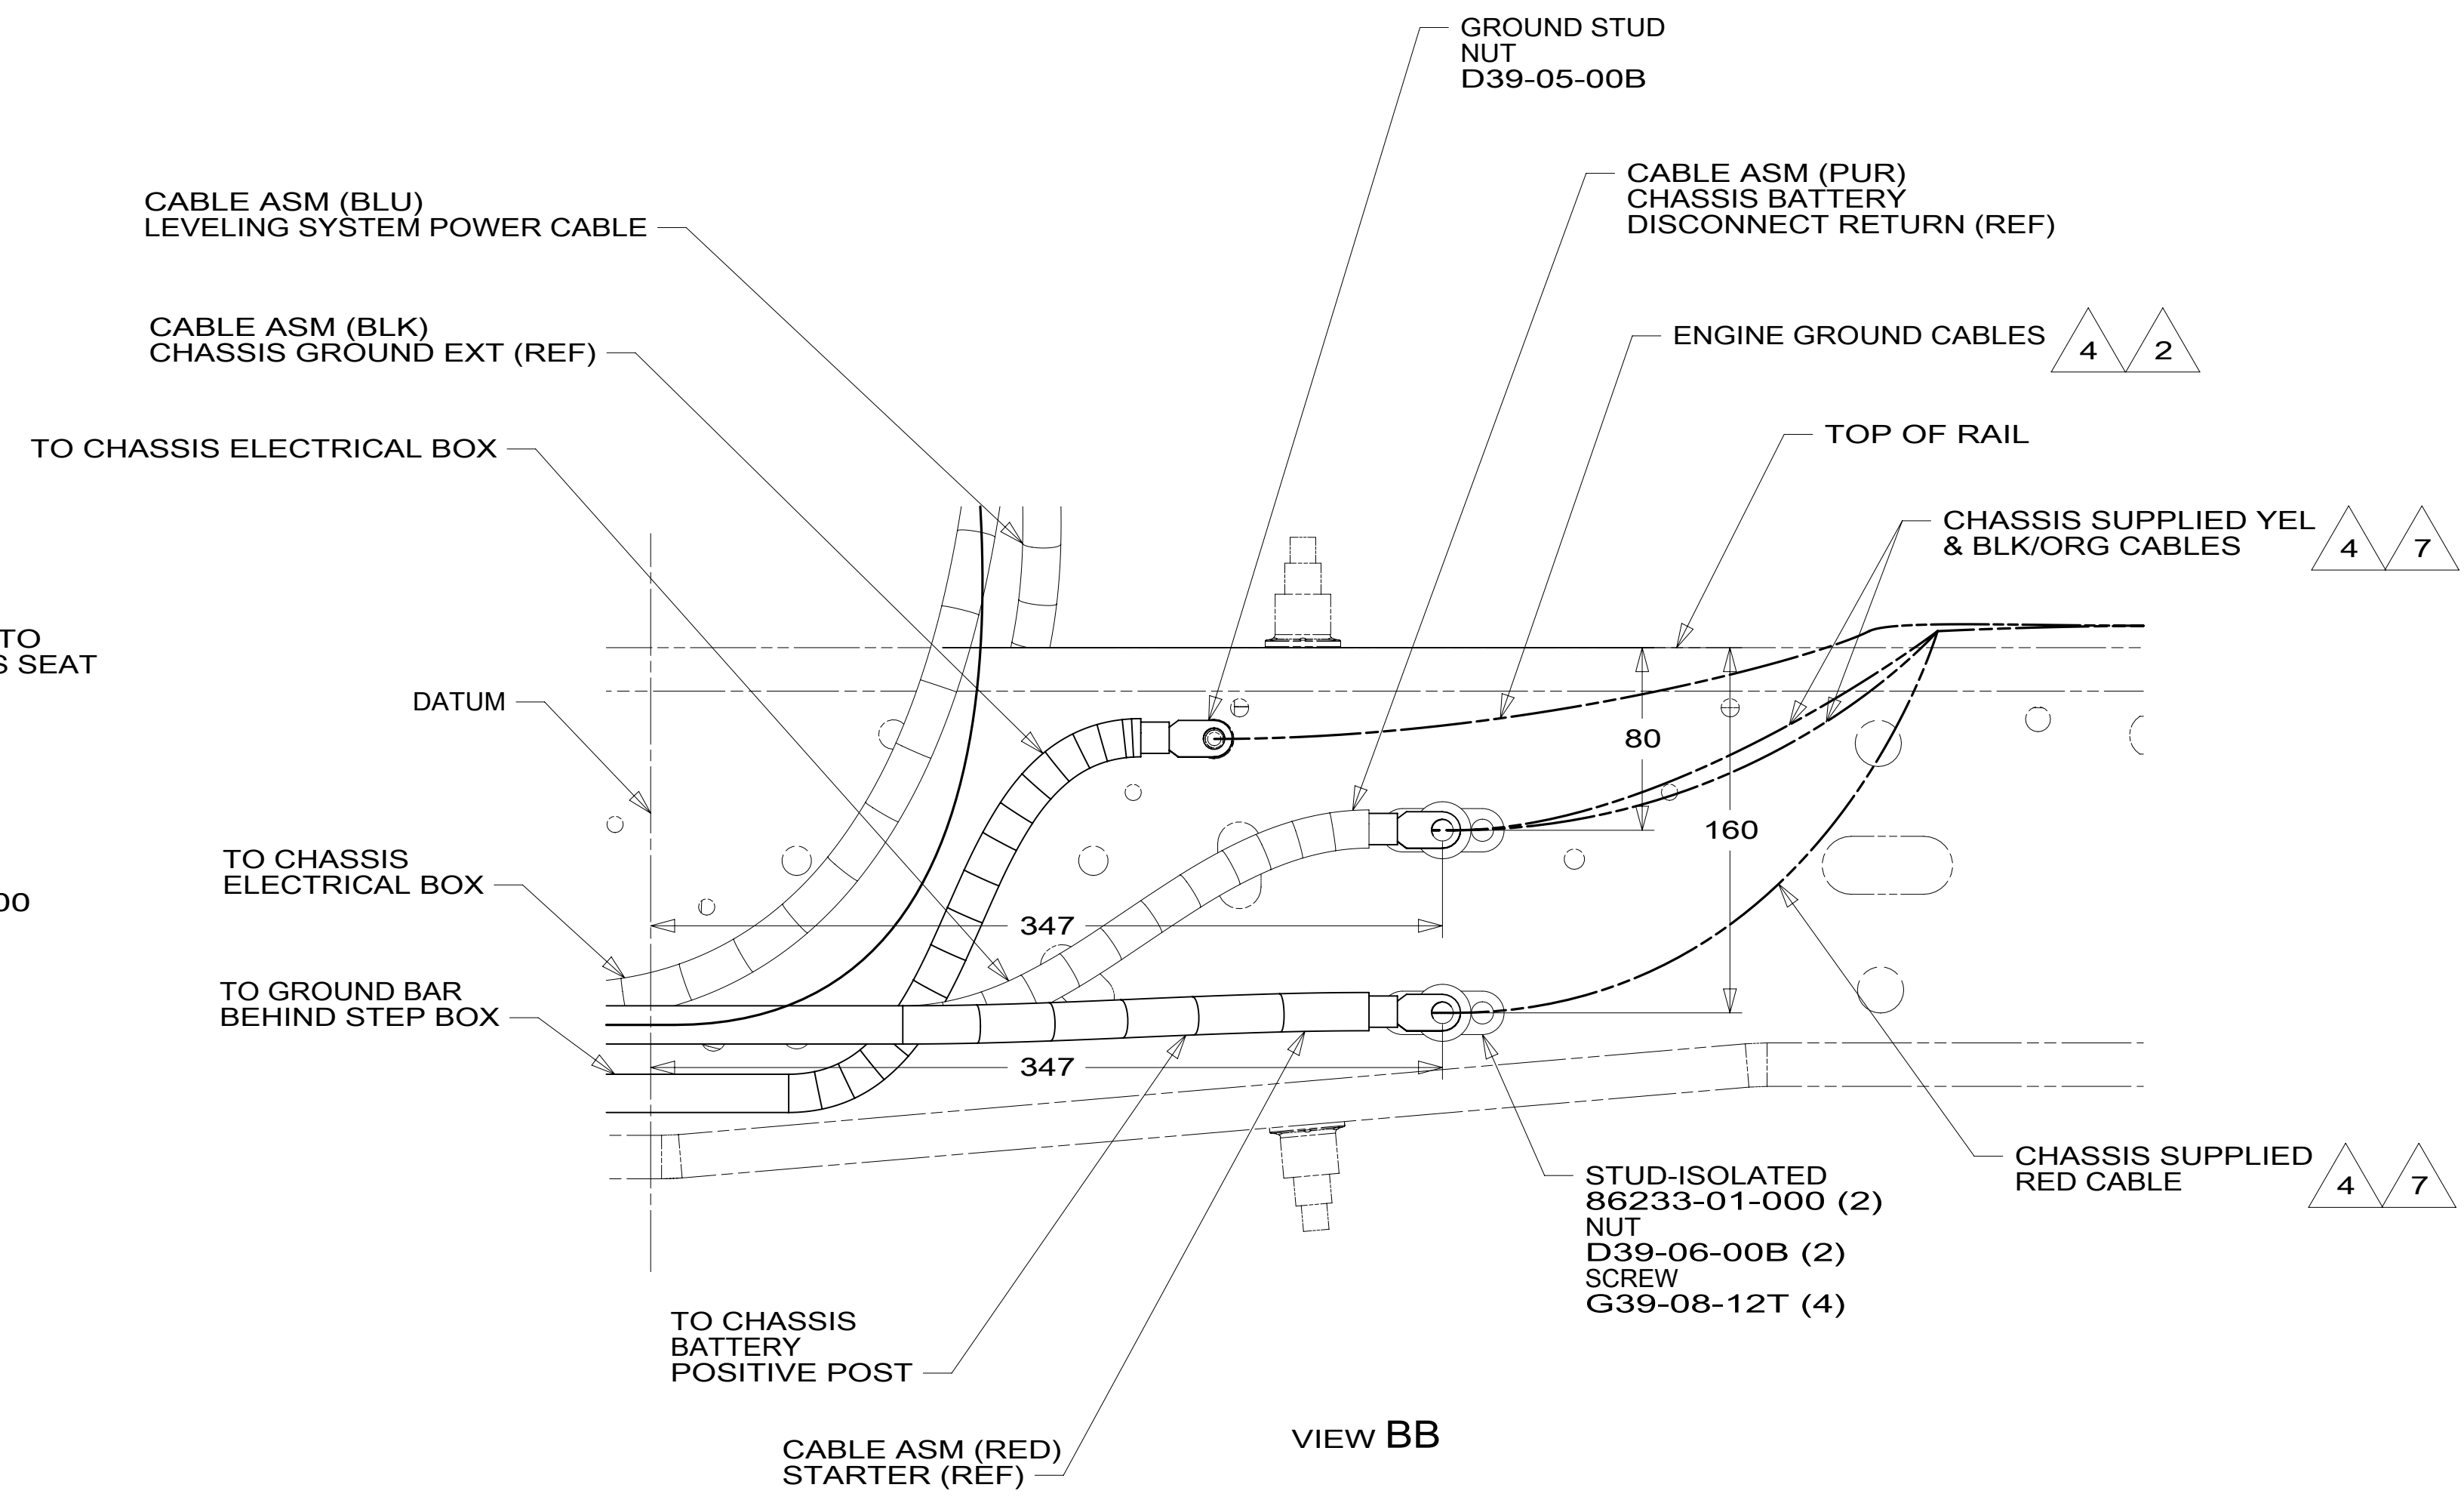 GROUND STUD
NUT
D39-05-00B
CABLE ASM (PUR)
CHASSIS BATTERY
DISCONNECT RETURN (REF)
CABLE ASM (BLU)
LEVELING SYSTEM POWER CABLE
CABLE ASM (BLK)
CHASSIS GROUND EXT (REF)
ENGINE GROUND CABLES 4 2
TO CHASSIS ELECTRICAL BOX
TOP OF RAIL
CHASSIS SUPPLIED YEL
& BLK/ORG CABLES 4 7
TO
S SEAT
DATUM
80
160
TO CHASSIS
ELECTRICAL BOX
00
347
TO GROUND BAR
BEHIND STEP BOX
347
CHASSIS SUPPLIED
RED CABLE 4 7
STUD-ISOLATED
86233-01-000 (2)
NUT
D39-06-00B (2)
SCREW
G39-08-12T (4)
TO CHASSIS
BATTERY
POSITIVE POST
CABLE ASM (RED)
STARTER (REF)
VIEW BB